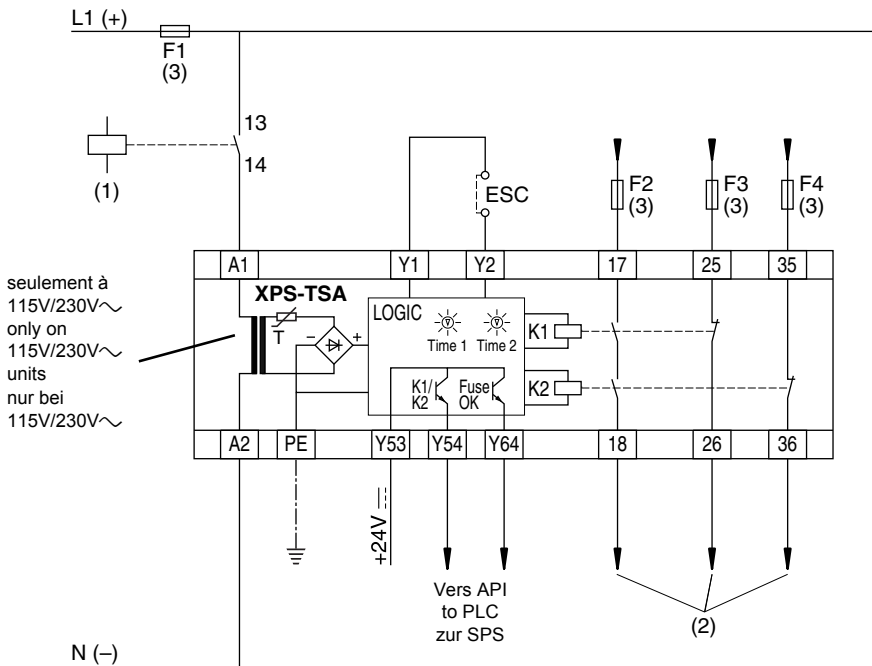 L1 (+)
F1
(3)
13
14
(1)
ESC
F2
(3)
F3
(3)
F4
(3)
A1
Y1
Y2
17
25
35
seulement à
115V/230V~
only on
115V/230V~
units
nur bei
115V/230V~
XPS-TSA
T
–
+
LOGIC
Time 1
Time 2
K1
K1/
K2
Fuse
OK
K2
A2
PE
Y53
Y54
Y64
18
26
36
+24V
Vers API
to PLC
zur SPS
(2)
N (–)